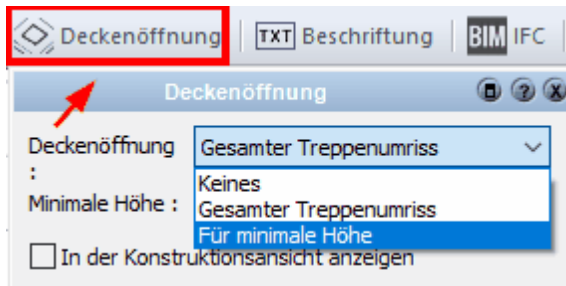 Deckenöffnung TXT Beschriftung BIM IFC
Deckenöffnung
Deckenöffnung : Gesamter Treppenumriss
Keines
Minimale Höhe : Gesamter Treppenumriss
Für minimale Höhe
In der Konstruktionsansicht anzeigen